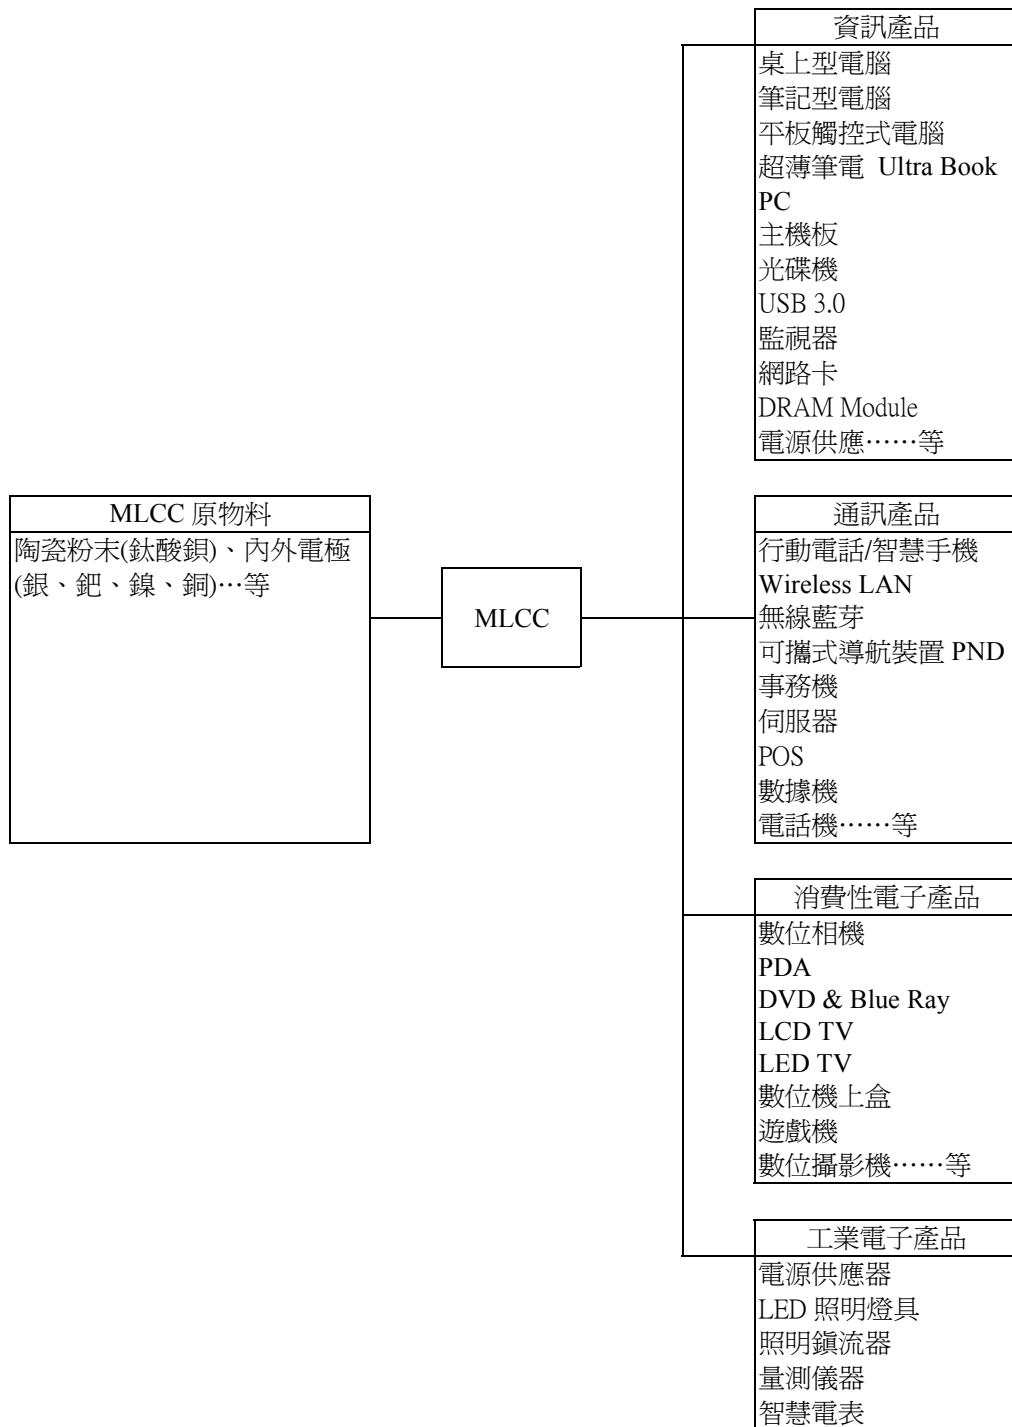 資訊產品
桌上型電腦
筆記型電腦
平板觸控式電腦
超薄筆電 Ultra Book
PC
主機板
光碟機
USB 3.0
監視器
網路卡
DRAM Module
電源供應……等
MLCC 原物料
陶瓷粉末(鈦酸鋇)、內外電極
(銀、鈀、鎳、銅)…等
MLCC
通訊產品
行動電話/智慧手機
Wireless LAN
無線藍芽
可攜式導航裝置 PND
事務機
伺服器
POS
數據機
電話機……等
消費性電子產品
數位相機
PDA
DVD & Blue Ray
LCD TV
LED TV
數位機上盒
遊戲機
數位攝影機……等
工業電子產品
電源供應器
LED 照明燈具
照明鎮流器
量測儀器
智慧電表